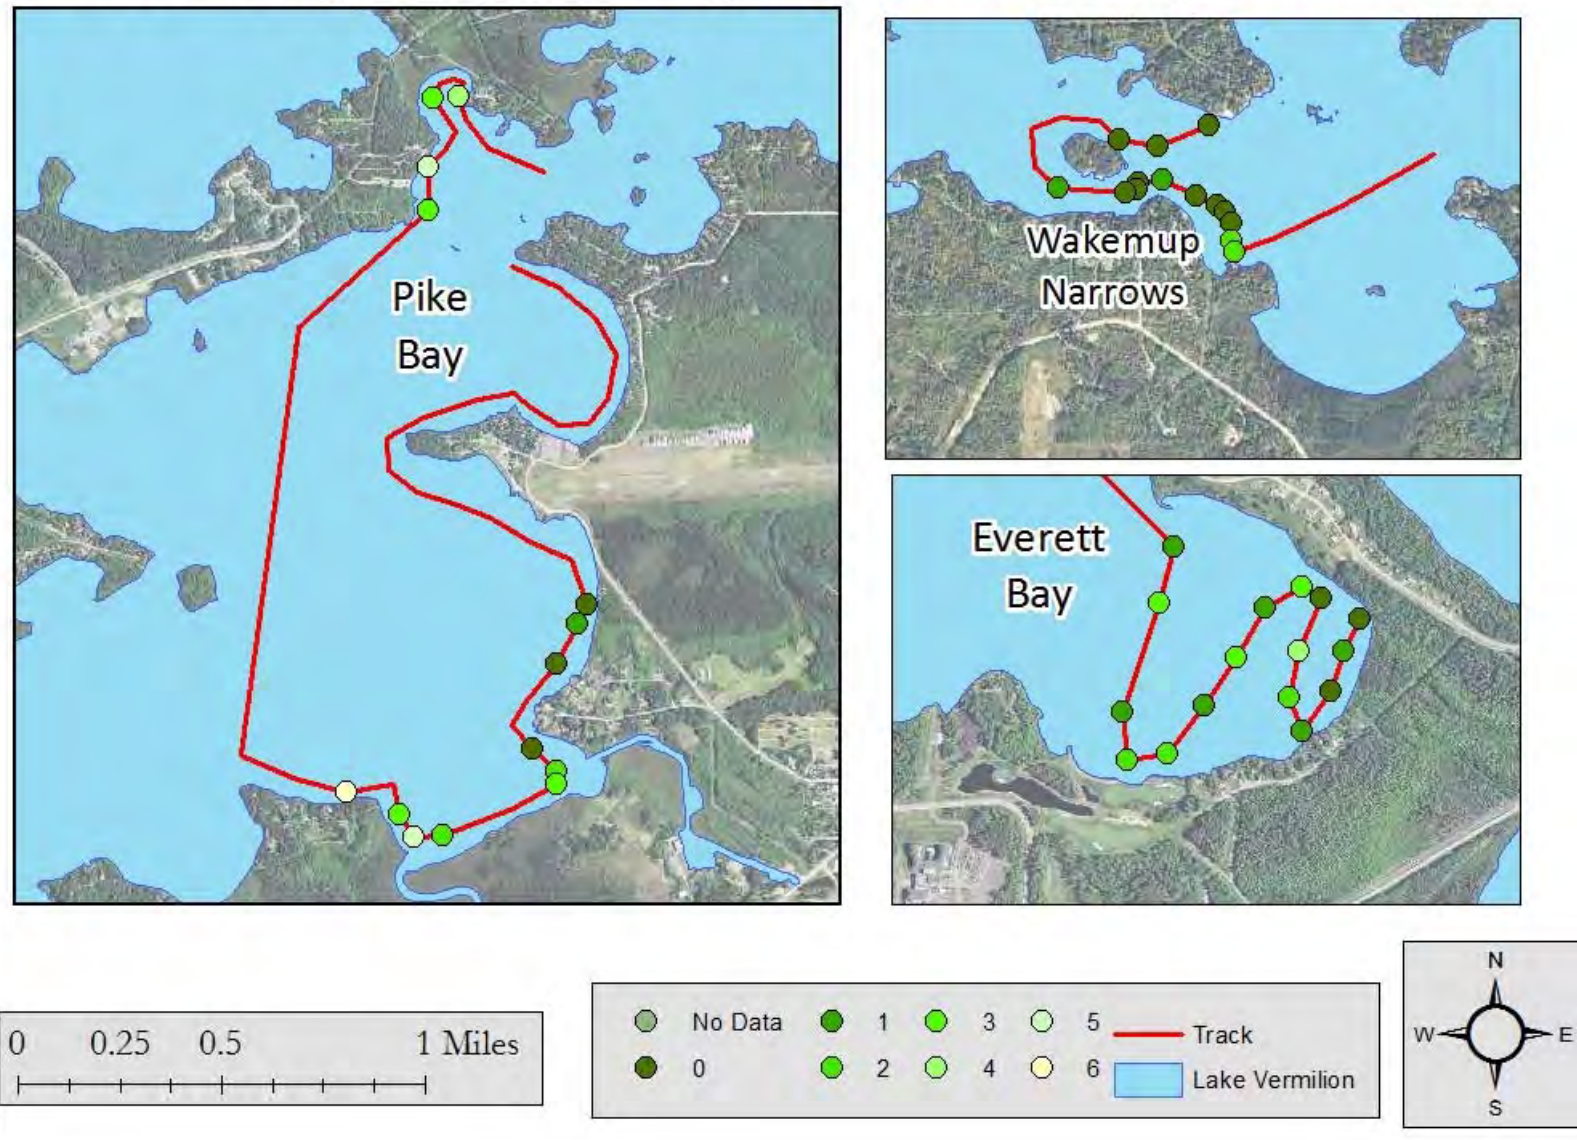 Pike
Bay
Wakemup
Narrows
Everett
Bay
0 0.25 0.5 1 Miles
No Data 1 3 5 Track
0 2 4 6 Lake Vermilion
N
W E
S